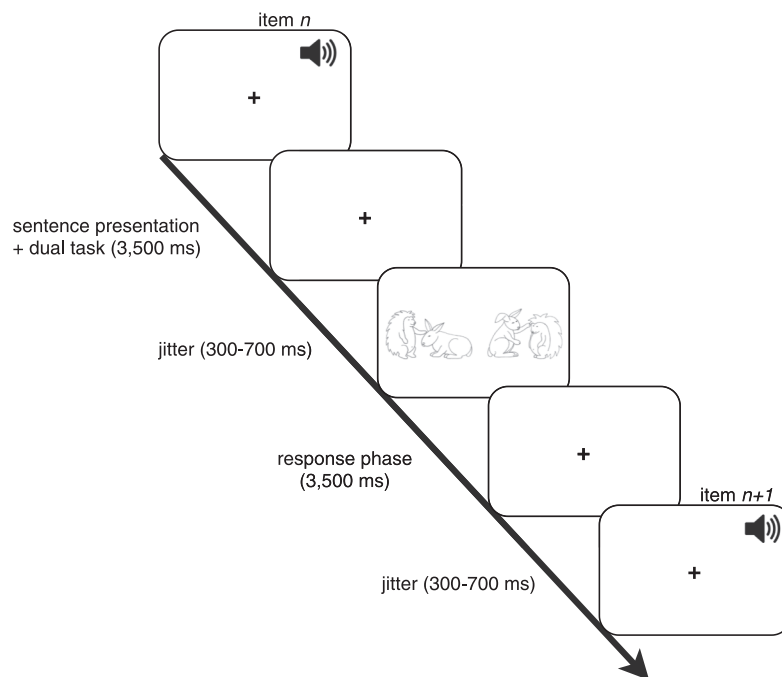 item n
sentence presentation
+ dual task (3,500 ms)
jitter (300-700 ms)
response phase
(3,500 ms)
item n+1
jitter (300-700 ms)